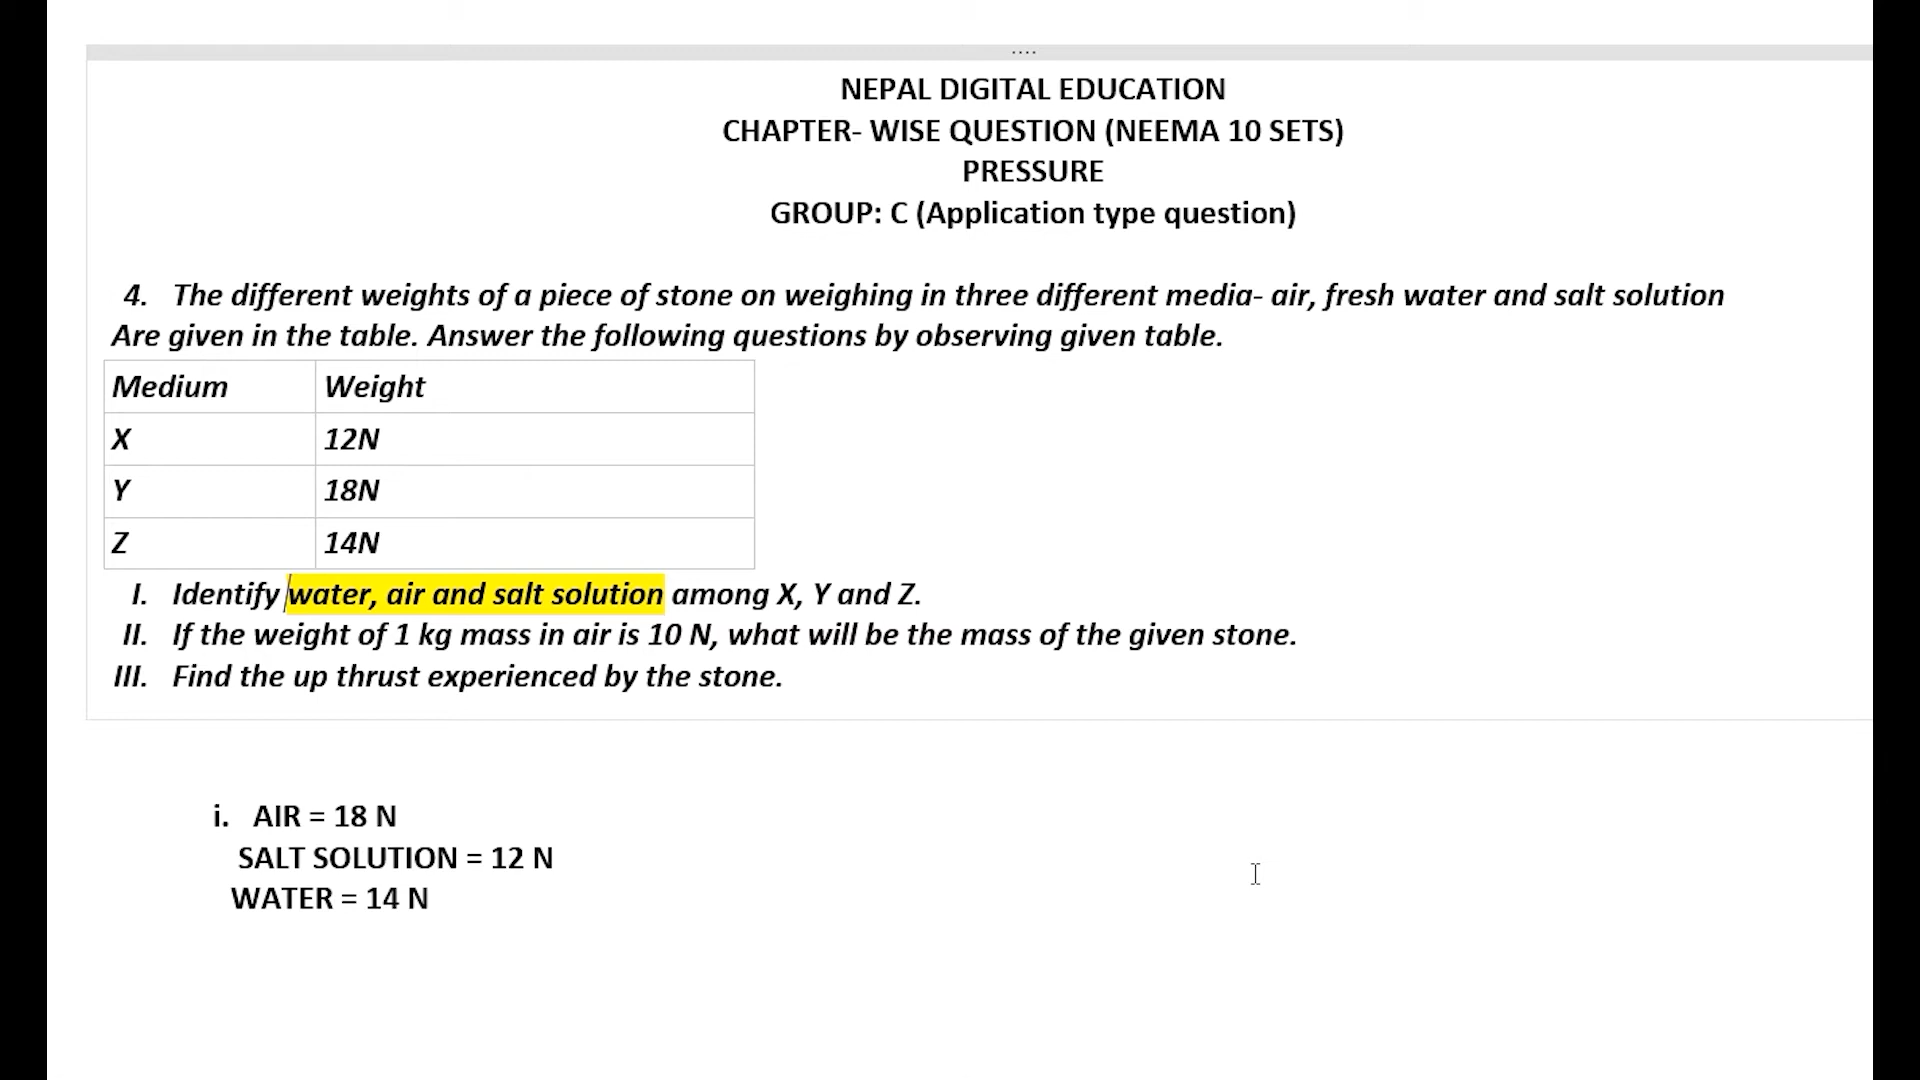 NEPAL DIGITAL EDUCATION
CHAPTER- WISE QUESTION (NEEMA 10 SETS)
PRESSURE
GROUP: C (Application type question)
4. The different weights of a piece of stone on weighing in three different media- air, fresh water and salt solution
Are given in the table. Answer the following questions by observing given table.
Medium Weight
X 12N
Y 18N
Z 14N
I. Identify water, air and salt solution among X, Y and Z.
II. If the weight of 1 kg mass in air is 10 N, what will be the mass of the given stone.
III. Find the up thrust experienced by the stone.
i. AIR = 18 N
SALT SOLUTION = 12 N
WATER = 14 N